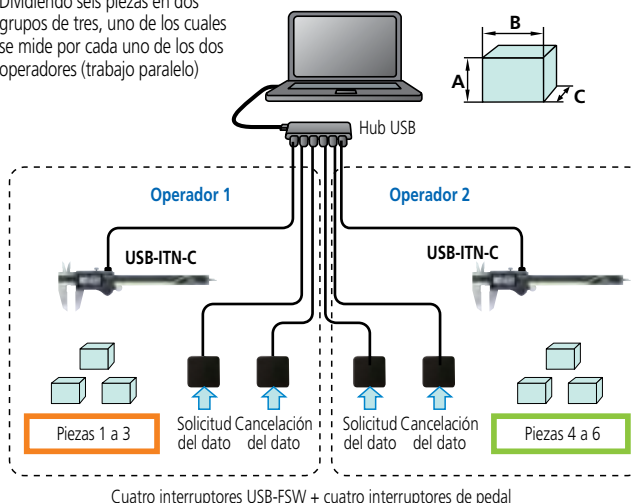 Dividiendo seis piezas en dos
grupos de tres, uno de los cuales
se mide por cada uno de los dos
operadores (trabajo paralelo)
B
A
C
Hub USB
Operador 1
Operador 2
USB-ITN-C
USB-ITN-C
Piezas 1 a 3
Solicitud
del dato
Cancelación
del dato
Solicitud
del dato
Cancelación
del dato
Piezas 4 a 6
Cuatro interruptores USB-FSW + cuatro interruptores de pedal